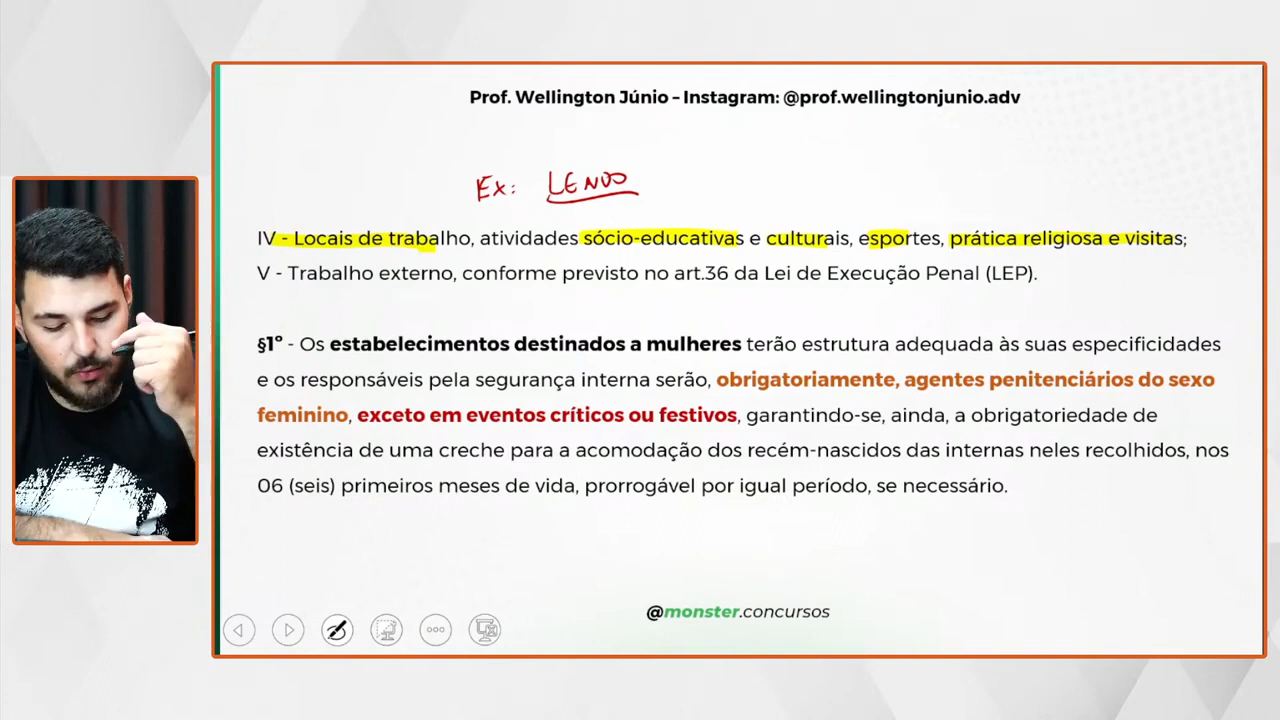 Prof. Wellington Júnio – Instagram: @prof.wellingtonjunio.adv
Ex: LENDO
IV - Locais de trabalho, atividades sócio-educativas e culturais, esportes, prática religiosa e visitas;
V - Trabalho externo, conforme previsto no art.36 da Lei de Execução Penal (LEP).
§1º - Os estabelecimentos destinados a mulheres terão estrutura adequada às suas especificidades
e os responsáveis pela segurança interna serão, obrigatoriamente, agentes penitenciários do sexo
feminino, exceto em eventos críticos ou festivos, garantindo-se, ainda, a obrigatoriedade de
existência de uma creche para a acomodação dos recém-nascidos das internas neles recolhidos, nos
06 (seis) primeiros meses de vida, prorrogável por igual período, se necessário.
@monster.concursos